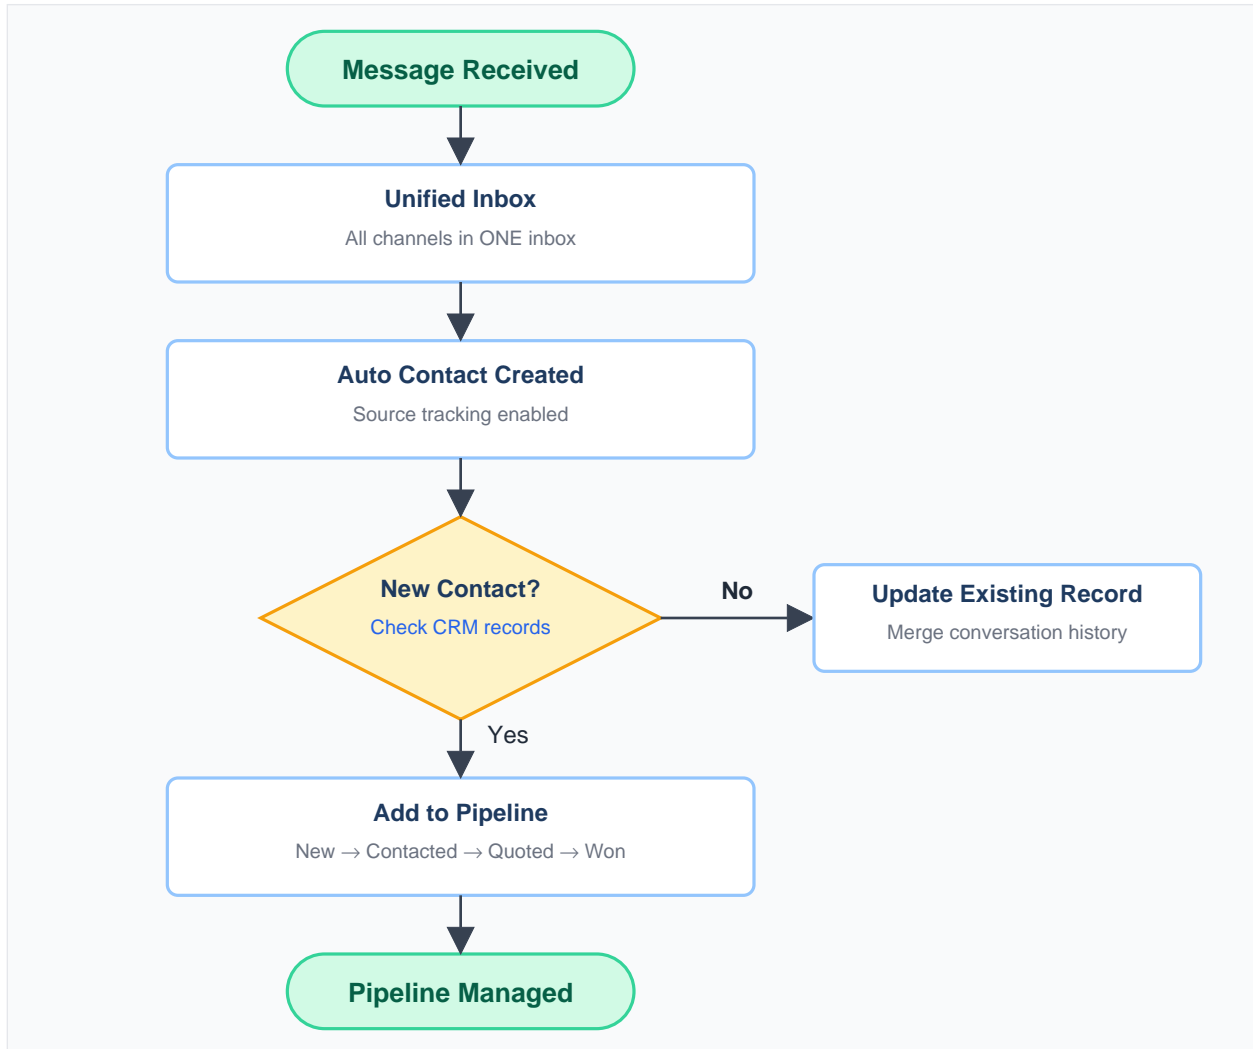 Message Received
Unified Inbox
All channels in ONE inbox
Auto Contact Created
Source tracking enabled
New Contact?
Check CRM records
No
Update Existing Record
Merge conversation history
Yes
Add to Pipeline
New → Contacted → Quoted → Won
Pipeline Managed